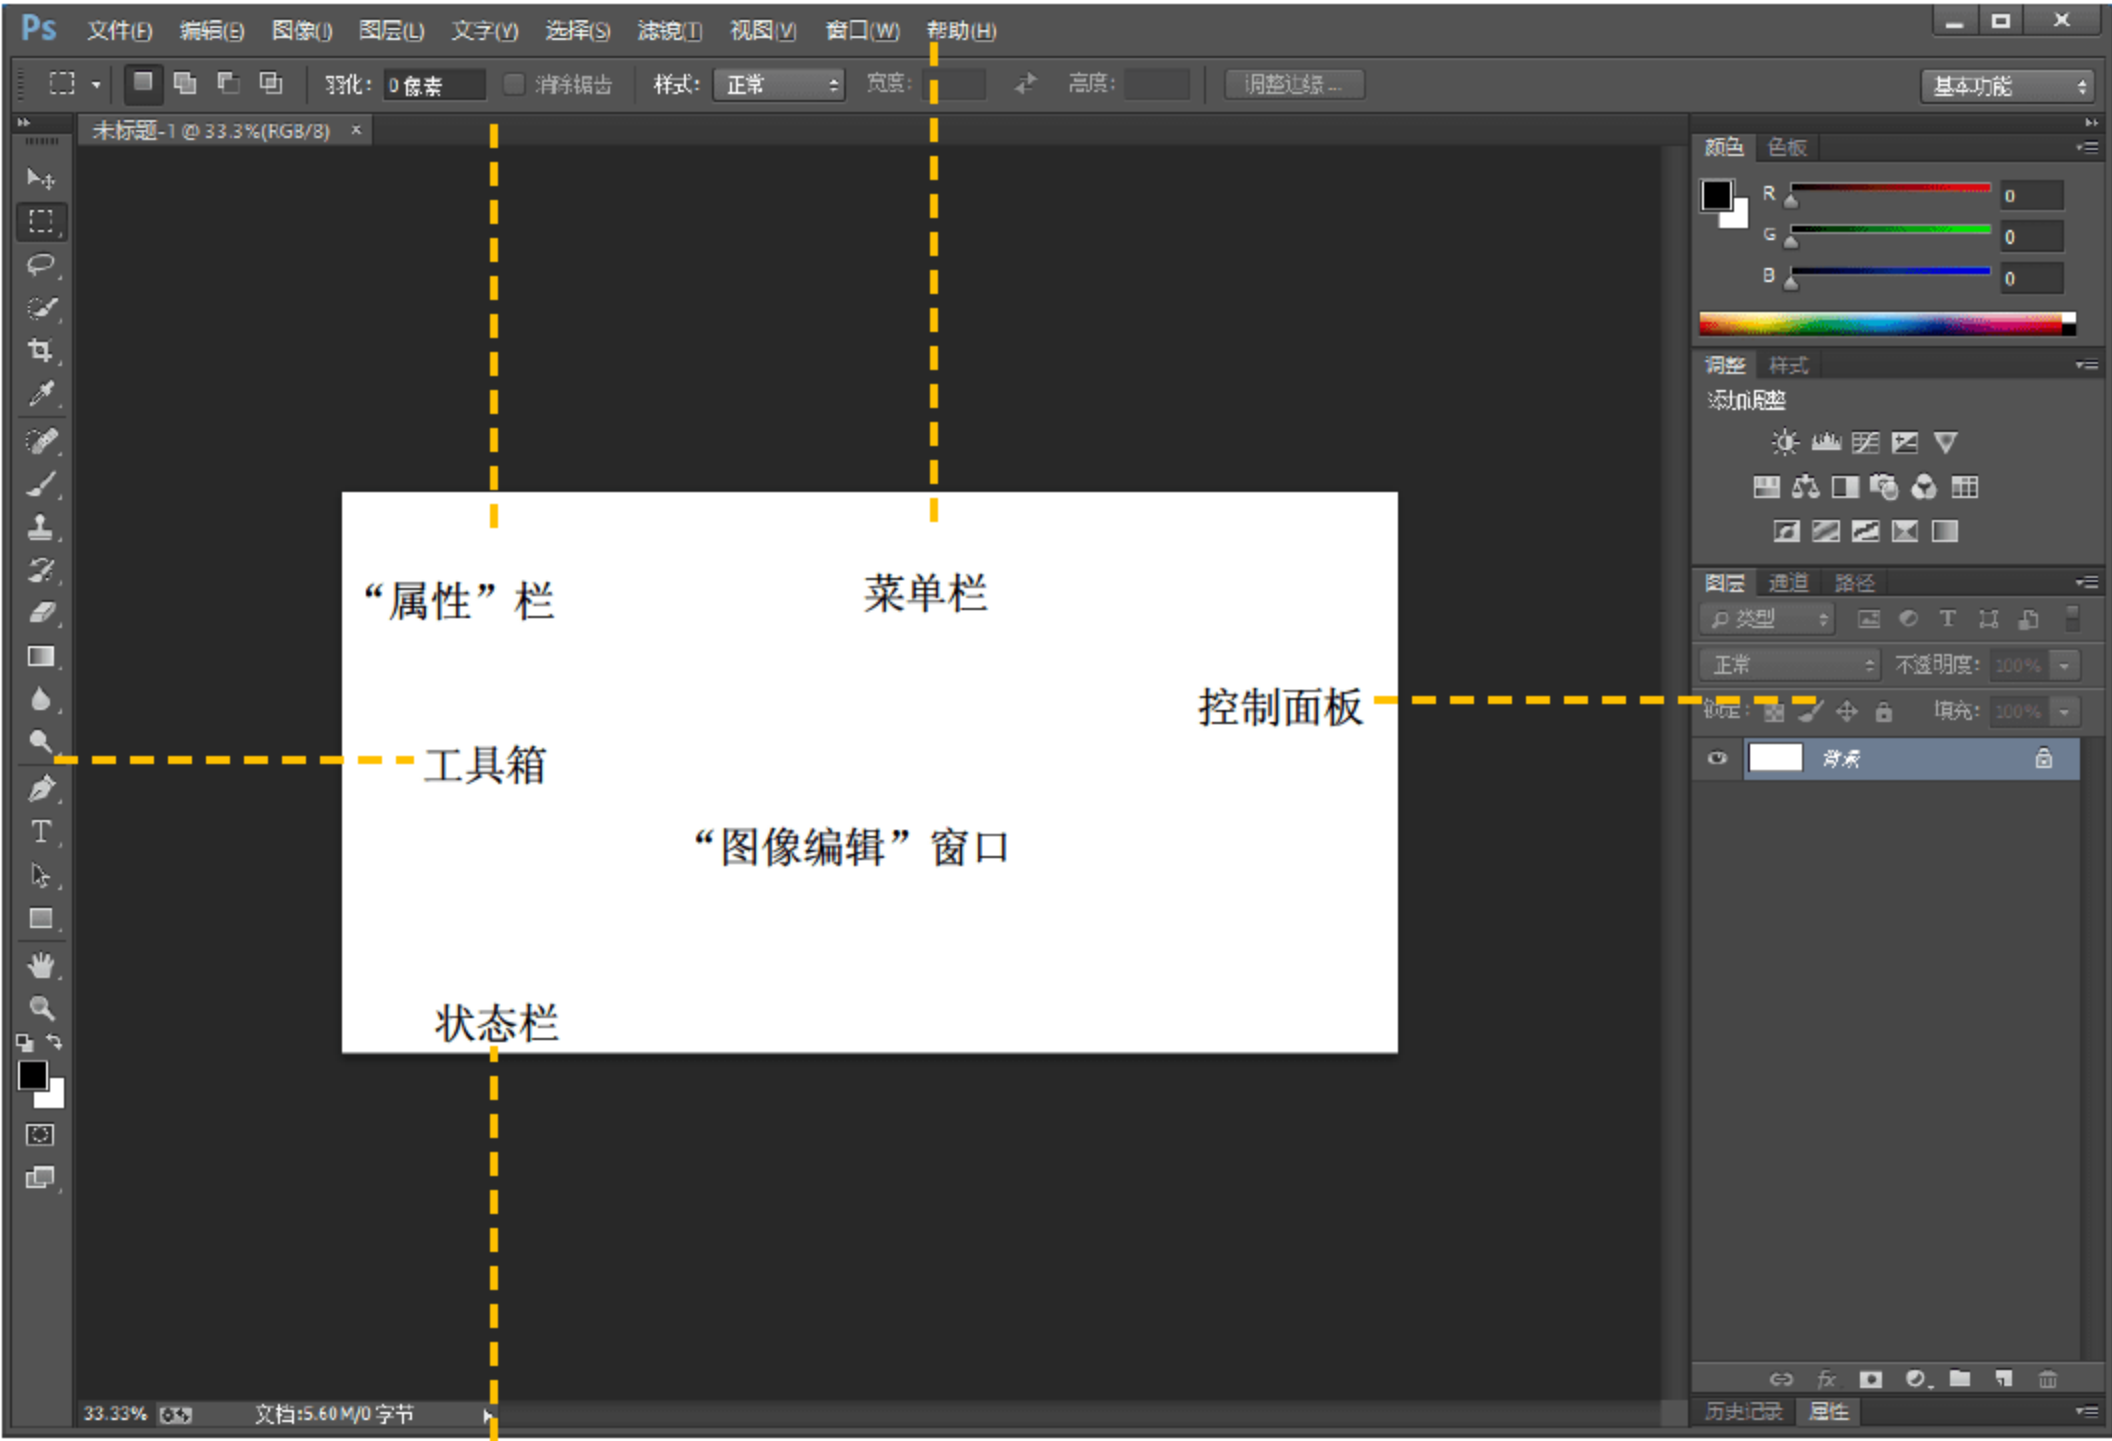 Ps 文件(F) 编辑(E) 图像(I) 图层(L) 文字(Y) 选择(S) 滤镜(T) 视图(V) 窗口(W) 帮助(H)
羽化: 0 像素 消除锯齿 样式: 正常 宽度: 高度: 调整边缘... 基本功能
未标题-1 @ 33.3%(RGB/8) ×
颜色 色板
R 0
G 0
B 0
调整 样式
添加调整
图层 通道 路径
类型
正常 不透明度: 100%
锁定: 填充: 100%
背景
“属性”栏
菜单栏
控制面板
工具箱
“图像编辑”窗口
状态栏
33.33% 文档:5.60M/0 字节
fx
历史记录 属性